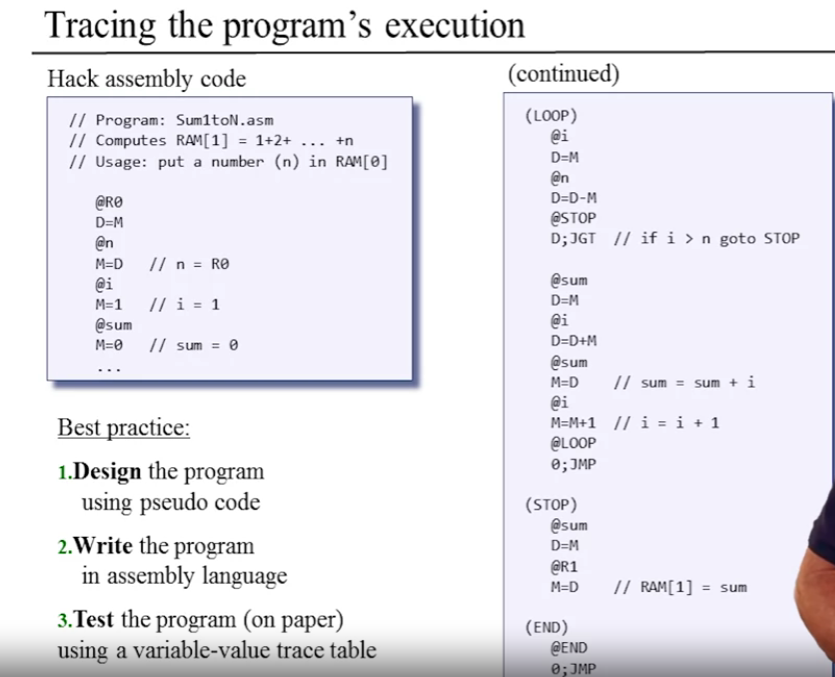 Tracing the program's execution
Hack assembly code
// Program: Sum1toN.asm
// Computes RAM[1] = 1+2+ ... +n
// Usage: put a number (n) in RAM[0]
@R0
D=M
@n
M=D // n = R0
@i
M=1 // i = 1
@sum
M=0 // sum = 0
...
Best practice:
1.Design the program
using pseudo code
2.Write the program
in assembly language
3.Test the program (on paper)
using a variable-value trace table
(continued)
(LOOP)
@i
D=M
@n
D=D-M
@STOP
D;JGT // if i > n goto STOP
@sum
D=M
@i
D=D+M
@sum
M=D // sum = sum + i
@i
M=M+1 // i = i + 1
@LOOP
0;JMP
(STOP)
@sum
D=M
@R1
M=D // RAM[1] = sum
(END)
@END
0;JMP